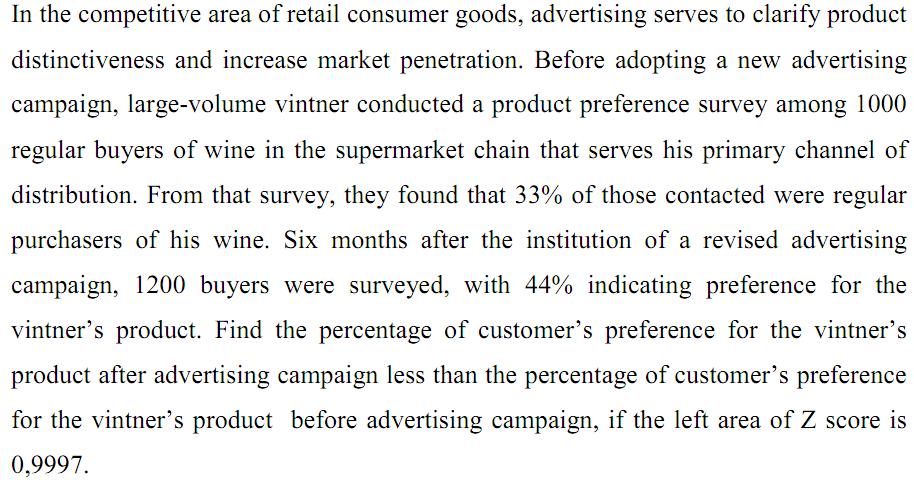 In the competitive area of retail consumer goods, advertising serves to clarify product
distinctiveness and increase market penetration. Before adopting a new advertising
campaign, large-volume vintner conducted a product preference survey among 1000
regular buyers of wine in the supermarket chain that serves his primary channel of
distribution. From that survey, they found that 33% of those contacted were regular
purchasers of his wine. Six months after the institution of a revised advertising
campaign, 1200 buyers were surveyed, with 44% indicating preference for the
vintner’s product. Find the percentage of customer’s preference for the vintner’s
product after advertising campaign less than the percentage of customer’s preference
for the vintner’s product  before advertising campaign, if the left area of Z score is
0,9997.